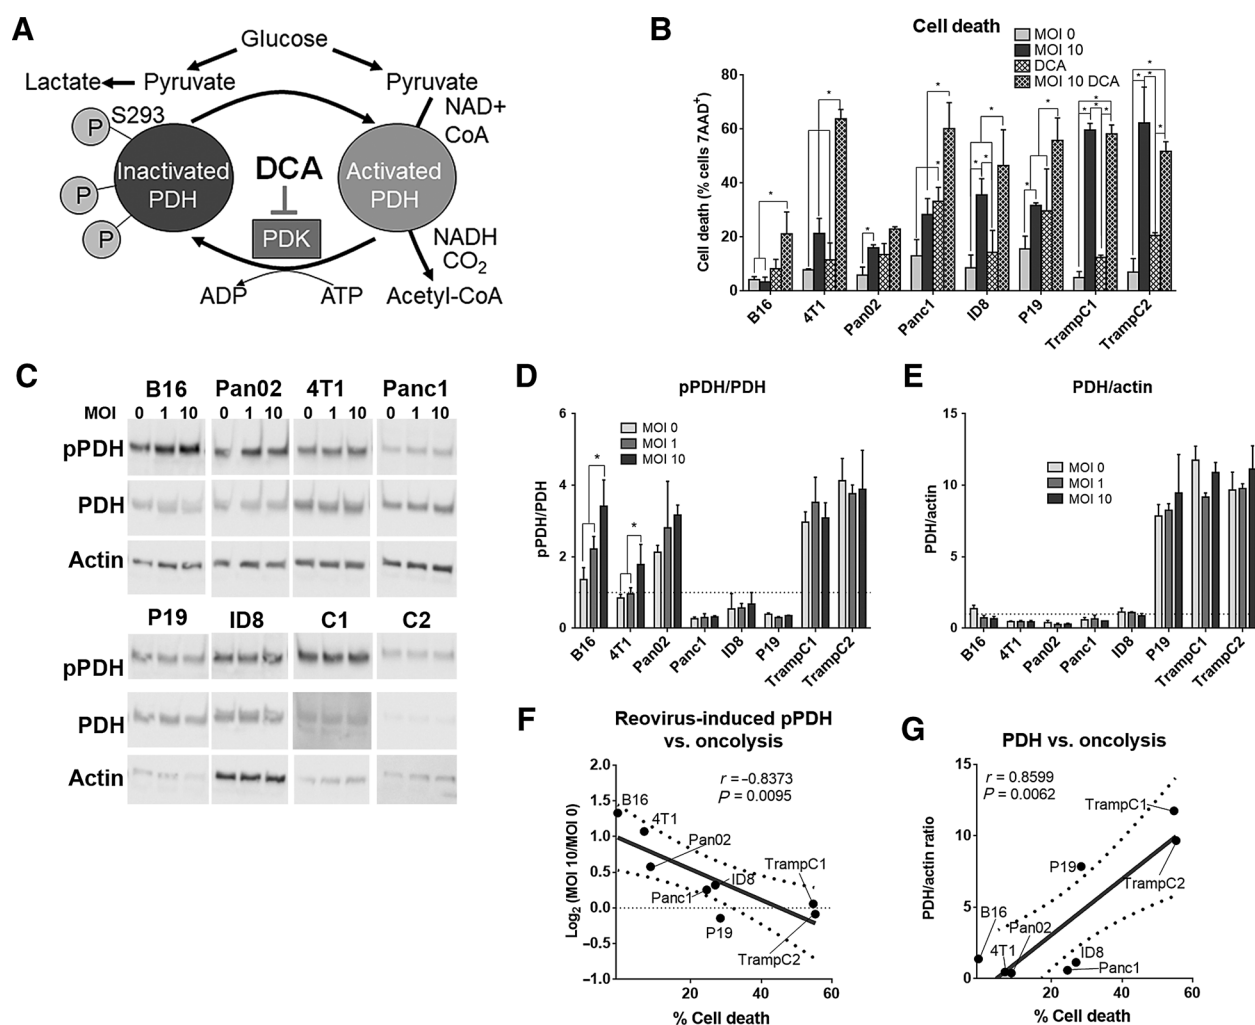 A
Glucose
Lactate
Pyruvate
Pyruvate
NAD+
CoA
P
S293
P
P
Inactivated
PDH
DCA
PDK
Activated
PDH
NADH
CO2
ADP
ATP
Acetyl-CoA
B
Cell death
MOI 0
MOI 10
DCA
MOI 10 DCA
Cell death (% cells 7AAD+)
80
60
40
20
0
* * * * * * * * * * * * * * * * * *
B16
4T1
Pan02
Panc1
ID8
P19
TrampC1
TrampC2
C
B16 Pan02 4T1 Panc1
MOI 0 1 10 0 1 10 0 1 10 0 1 10
pPDH
PDH
Actin
P19 ID8 C1 C2
pPDH
PDH
Actin
D
pPDH/PDH
MOI 0
MOI 1
MOI 10
pPDH/PDH
6
4
2
0
*
*
B16
4T1
Pan02
Panc1
ID8
P19
TrampC1
TrampC2
E
PDH/actin
MOI 0
MOI 1
MOI 10
PDH/actin
15
10
5
0
B16
4T1
Pan02
Panc1
ID8
P19
TrampC1
TrampC2
F
Reovirus-induced pPDH
vs. oncolysis
r = –0.8373
P = 0.0095
Log2 (MOI 10/MOI 0)
2.0
1.5
1.0
0.5
0.0
–0.5
–1.0
B16
4T1
Pan02
TrampC1
ID8
Panc1
P19
TrampC2
20 40 60
% Cell death
G
PDH vs. oncolysis
r = 0.8599
P = 0.0062
PDH/actin ratio
15
10
5
0
TrampC1
P19
TrampC2
B16
Pan02
4T1
ID8
Panc1
20 40 60
% Cell death